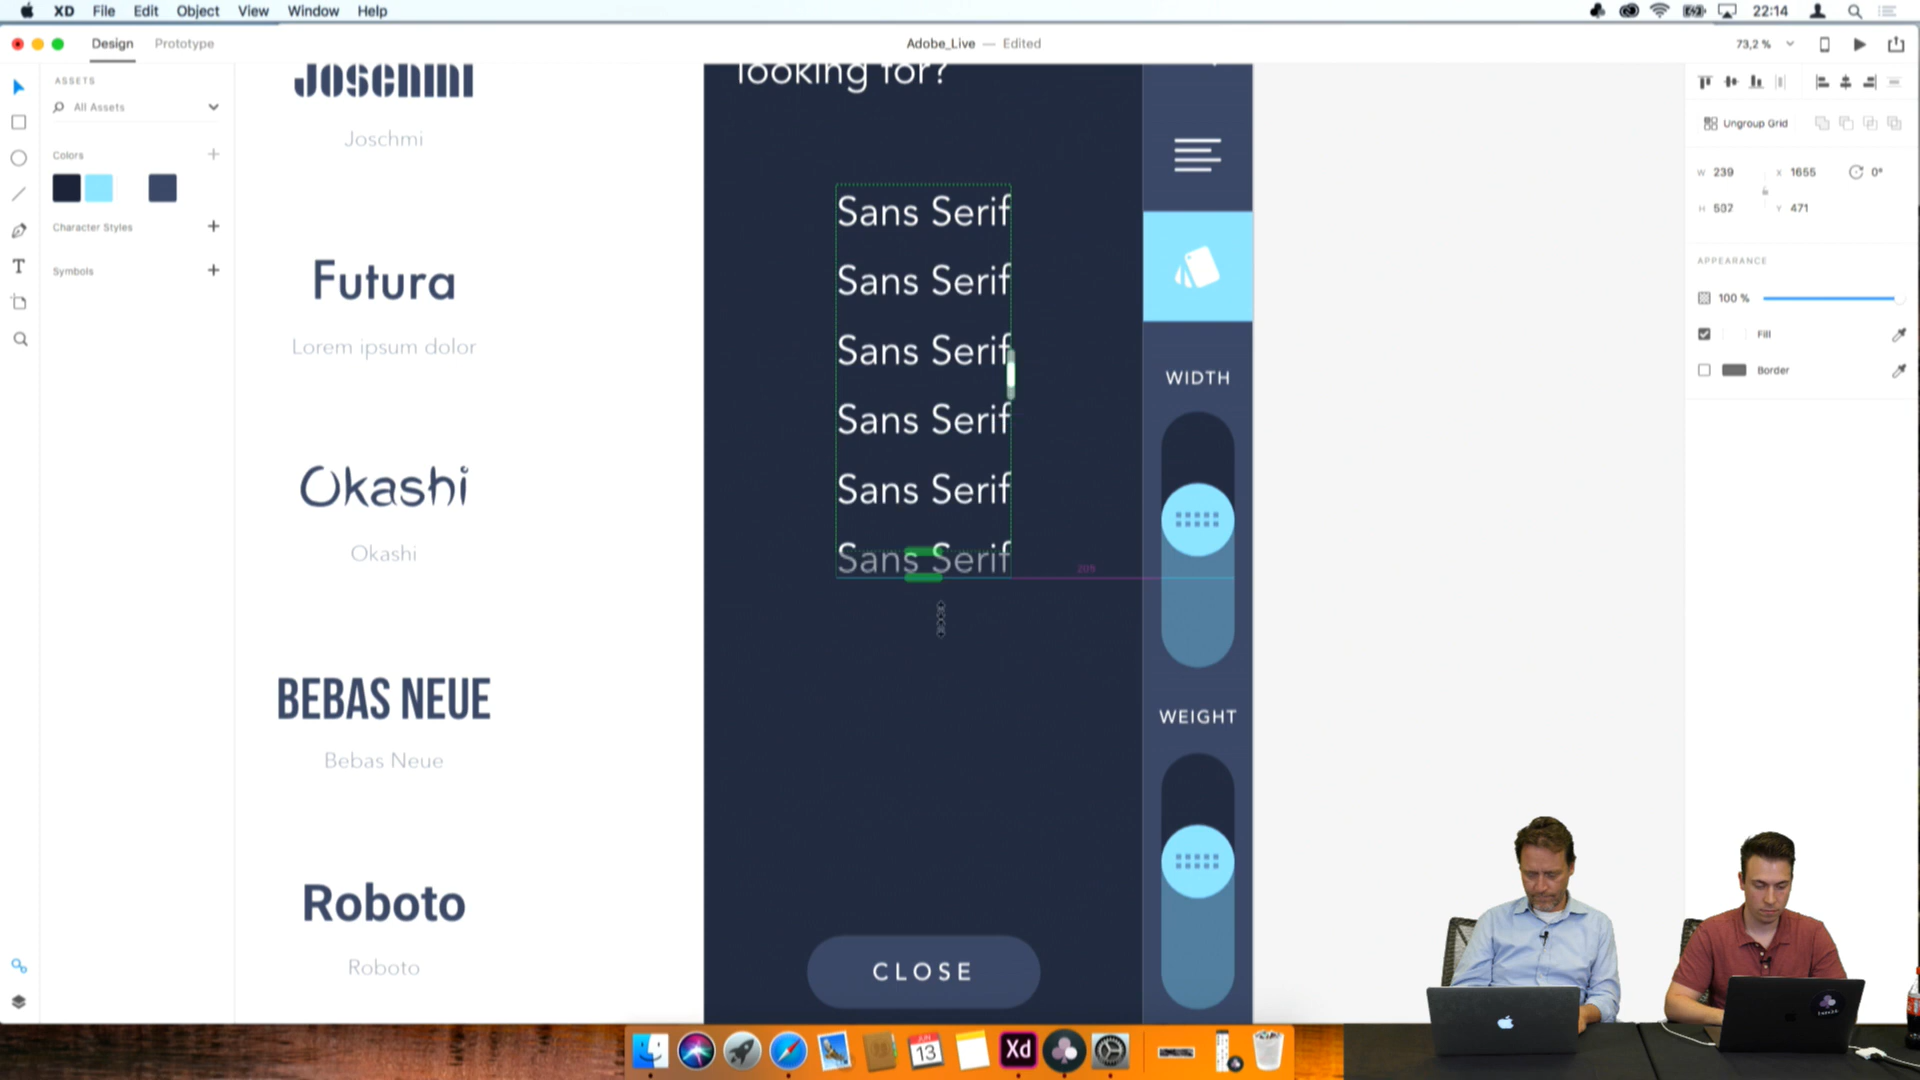 XD File Edit Object View Window Help
22:14
Design Prototype
Adobe_Live — Edited
73,2 %
ASSETS
All Assets
Colors
Character Styles
Symbols
Joschmi
Joschmi
Futura
Lorem ipsum dolor
Okashi
Okashi
BEBAS NEUE
Bebas Neue
Roboto
Roboto
looking for?
Sans Serif
Sans Serif
Sans Serif
Sans Serif
Sans Serif
Sans Serif
209
CLOSE
WIDTH
WEIGHT
Ungroup Grid
W 239 X 1655 0°
H 537 Y 471
APPEARANCE
100 %
Fill
Border
13
Xd